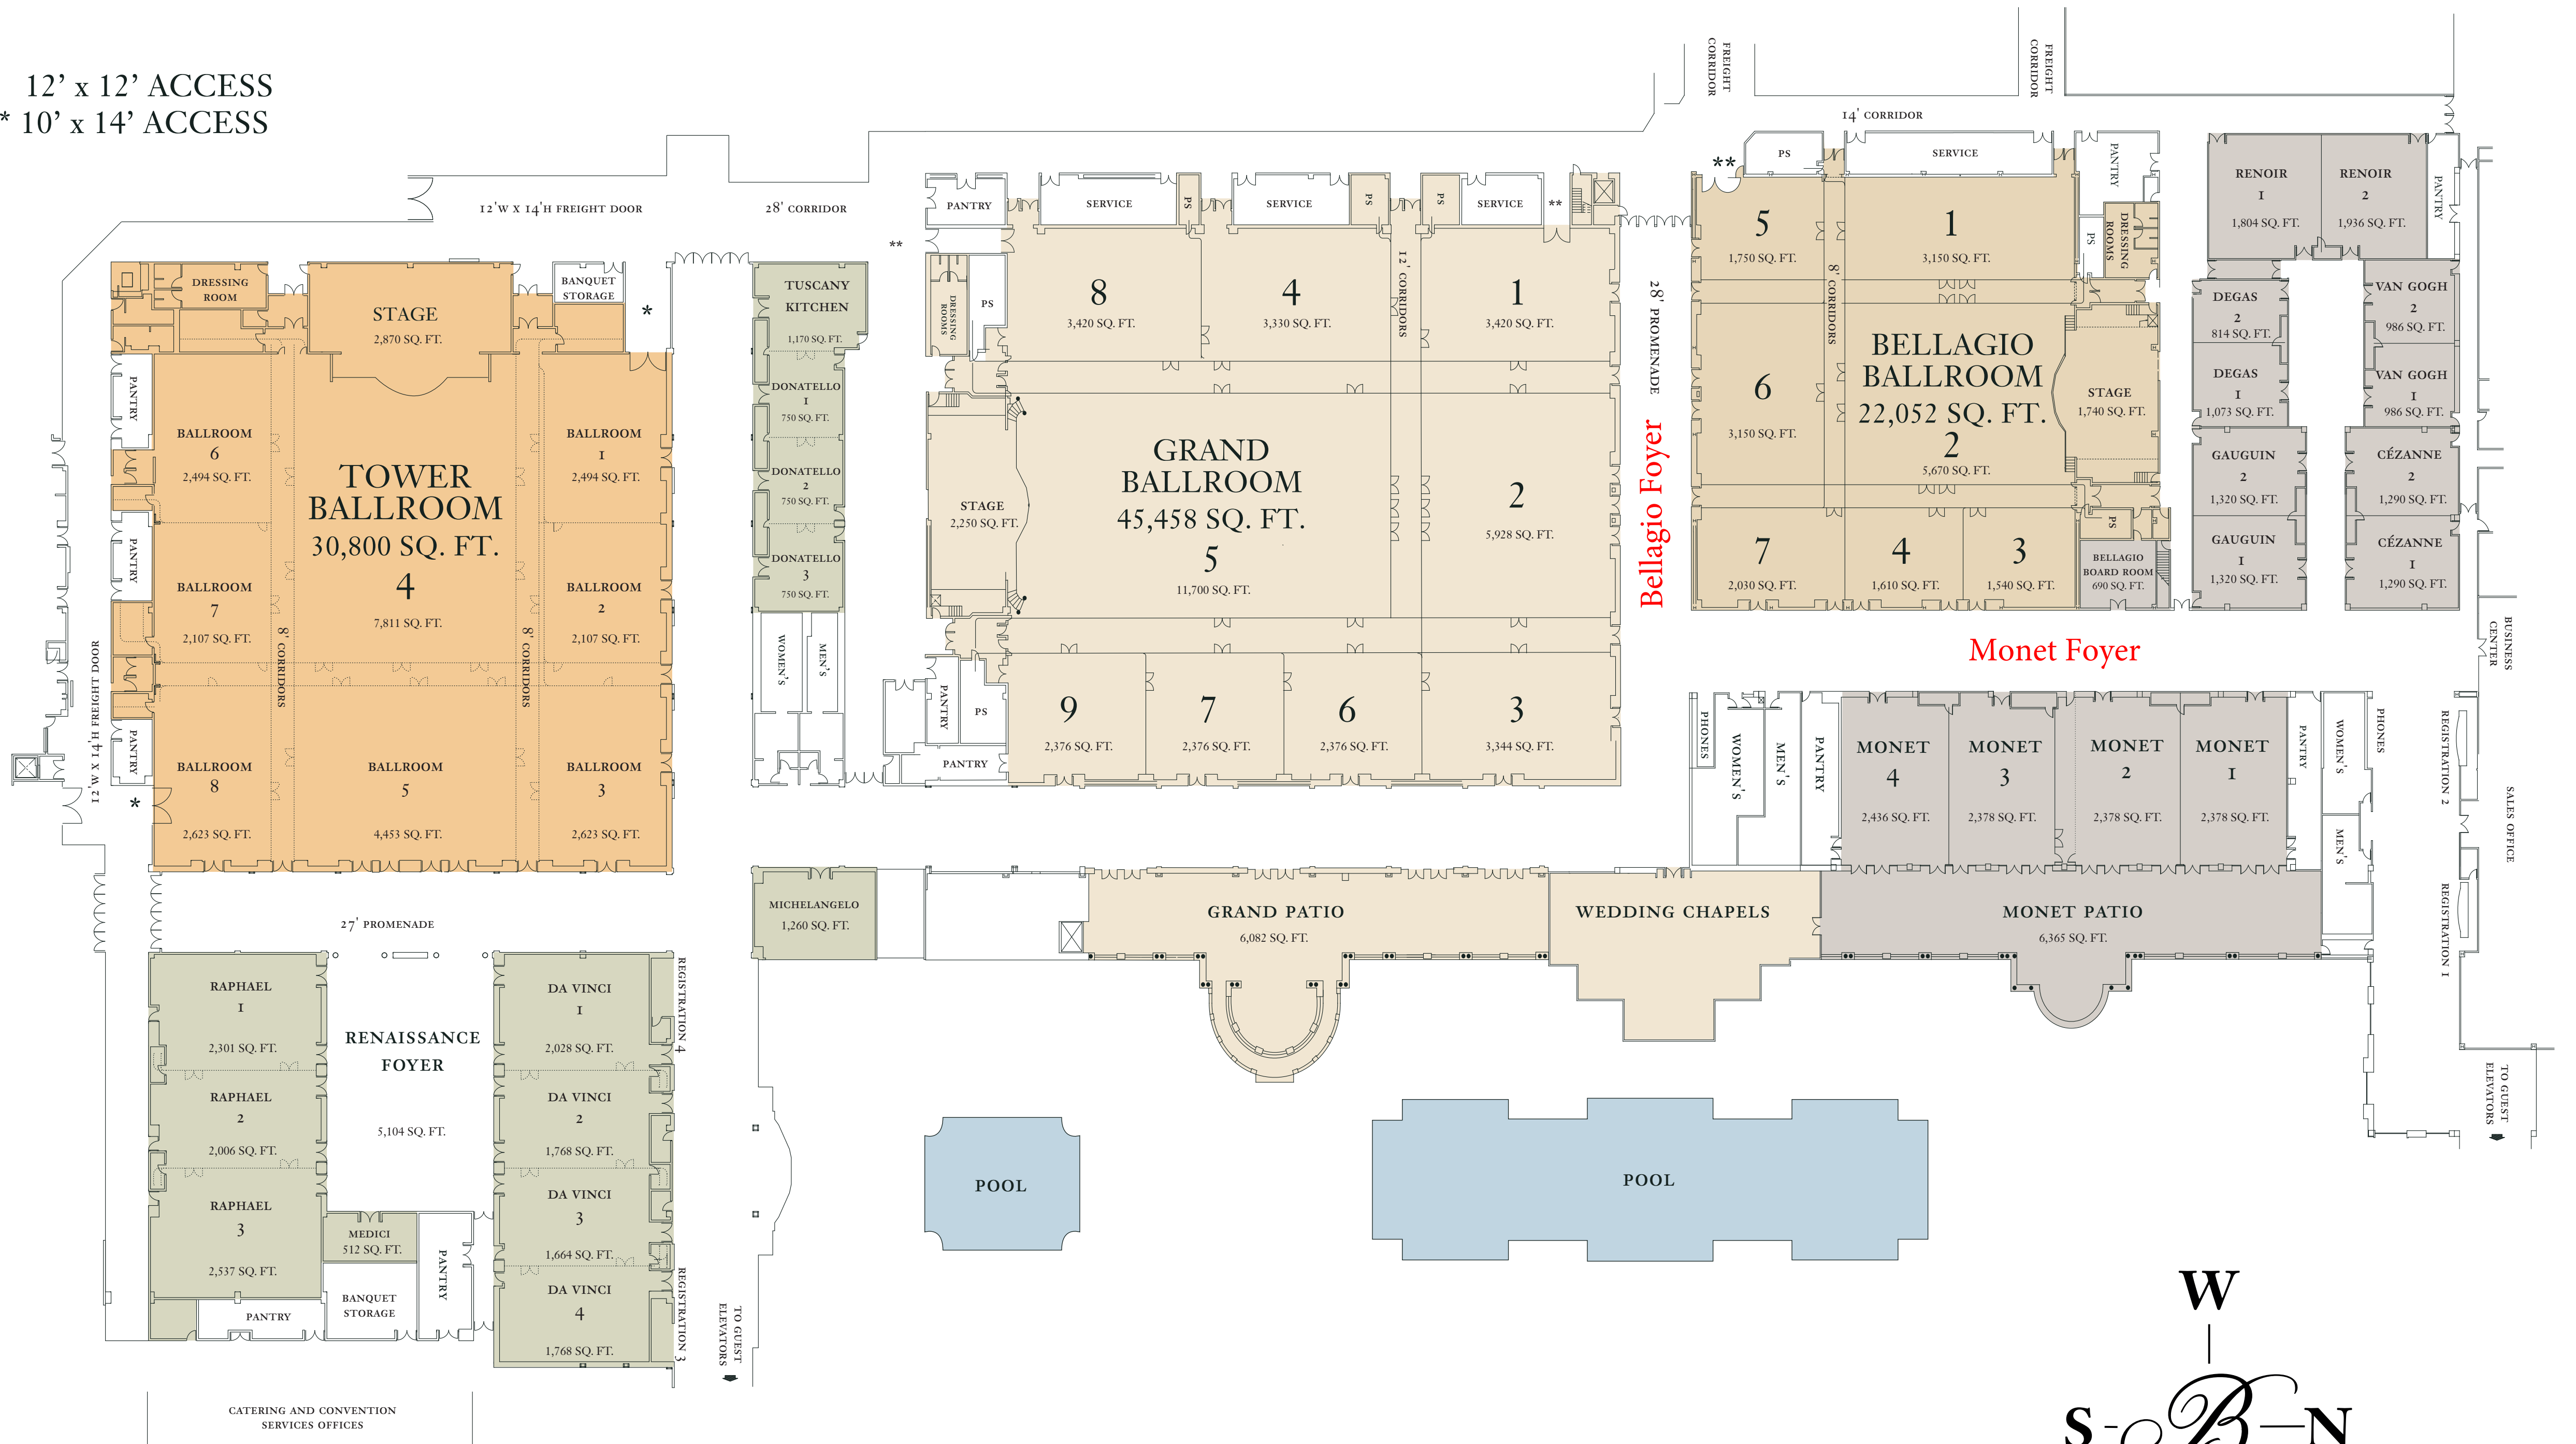 12’ x 12’ ACCESS
* 10’ x 14’ ACCESS
12'W X 14'H FREIGHT DOOR
28' CORRIDOR
FREIGHT
CORRIDOR
FREIGHT
CORRIDOR
14' CORRIDOR
DRESSING
ROOM
STAGE
2,870 SQ. FT.
BANQUET
STORAGE
*
PANTRY
BALLROOM
6
2,494 SQ. FT.
BALLROOM
1
2,494 SQ. FT.
TOWER
BALLROOM
30,800 SQ. FT.
4
7,811 SQ. FT.
PANTRY
BALLROOM
7
2,107 SQ. FT.
BALLROOM
2
2,107 SQ. FT.
8' CORRIDORS
8' CORRIDORS
12'W X 14'H FREIGHT DOOR
PANTRY
*
BALLROOM
8
2,623 SQ. FT.
BALLROOM
5
4,453 SQ. FT.
BALLROOM
3
2,623 SQ. FT.
27' PROMENADE
TUSCANY
KITCHEN
1,170 SQ. FT.
DONATELLO
1
750 SQ. FT.
DONATELLO
2
750 SQ. FT.
DONATELLO
3
750 SQ. FT.
WOMEN'S
MEN'S
**
PANTRY
SERVICE
PS
SERVICE
PS
PS
SERVICE
**
DRESSING
ROOMS
PS
8
3,420 SQ. FT.
4
3,330 SQ. FT.
12' CORRIDORS
1
3,420 SQ. FT.
STAGE
2,250 SQ. FT.
GRAND
BALLROOM
45,458 SQ. FT.
5
11,700 SQ. FT.
2
5,928 SQ. FT.
PANTRY
PS
PANTRY
9
2,376 SQ. FT.
7
2,376 SQ. FT.
6
2,376 SQ. FT.
3
3,344 SQ. FT.
28' PROMENADE
Bellagio Foyer
**
PS
SERVICE
PANTRY
5
1,750 SQ. FT.
8' CORRIDORS
1
3,150 SQ. FT.
PS
DRESSING
ROOMS
6
3,150 SQ. FT.
BELLAGIO
BALLROOM
22,052 SQ. FT.
2
5,670 SQ. FT.
STAGE
1,740 SQ. FT.
7
2,030 SQ. FT.
4
1,610 SQ. FT.
3
1,540 SQ. FT.
PS
BELLAGIO
BOARD ROOM
690 SQ. FT.
RENOIR
1
1,804 SQ. FT.
RENOIR
2
1,936 SQ. FT.
PANTRY
DEGAS
2
814 SQ. FT.
VAN GOGH
2
986 SQ. FT.
DEGAS
1
1,073 SQ. FT.
VAN GOGH
1
986 SQ. FT.
GAUGUIN
2
1,320 SQ. FT.
CÉZANNE
2
1,290 SQ. FT.
GAUGUIN
1
1,320 SQ. FT.
CÉZANNE
1
1,290 SQ. FT.
Monet Foyer
BUSINESS
CENTER
PHONES
WOMEN'S
MEN'S
PANTRY
MONET
4
2,436 SQ. FT.
MONET
3
2,378 SQ. FT.
MONET
2
2,378 SQ. FT.
MONET
1
2,378 SQ. FT.
PANTRY
WOMEN'S
MEN'S
PHONES
REGISTRATION 2
SALES OFFICE
REGISTRATION 1
MICHELANGELO
1,260 SQ. FT.
GRAND PATIO
6,082 SQ. FT.
WEDDING CHAPELS
MONET PATIO
6,365 SQ. FT.
RAPHAEL
1
2,301 SQ. FT.
RAPHAEL
2
2,006 SQ. FT.
RAPHAEL
3
2,537 SQ. FT.
RENAISSANCE
FOYER
5,104 SQ. FT.
DA VINCI
1
2,028 SQ. FT.
DA VINCI
2
1,768 SQ. FT.
DA VINCI
3
1,664 SQ. FT.
DA VINCI
4
1,768 SQ. FT.
REGISTRATION 4
REGISTRATION 3
MEDICI
512 SQ. FT.
PANTRY
BANQUET
STORAGE
PANTRY
TO GUEST
ELEVATORS
POOL
POOL
TO GUEST
ELEVATORS
CATERING AND CONVENTION
SERVICES OFFICES
W
S B N